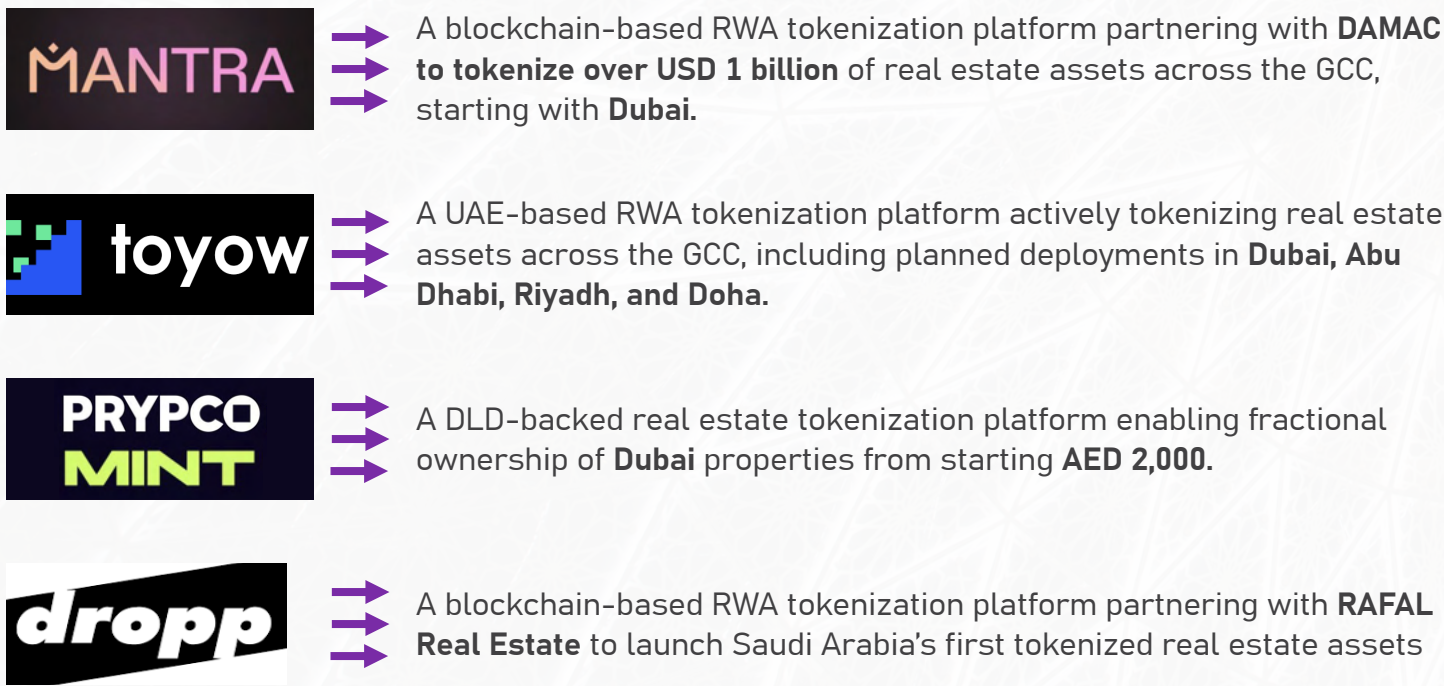 MANTRA
A blockchain-based RWA tokenization platform partnering with DAMAC
to tokenize over USD 1 billion of real estate assets across the GCC,
starting with Dubai.
toyow
A UAE-based RWA tokenization platform actively tokenizing real estate
assets across the GCC, including planned deployments in Dubai, Abu
Dhabi, Riyadh, and Doha.
PRYPCO
MINT
A DLD-backed real estate tokenization platform enabling fractional
ownership of Dubai properties from starting AED 2,000.
dropp
A blockchain-based RWA tokenization platform partnering with RAFAL
Real Estate to launch Saudi Arabia's first tokenized real estate assets